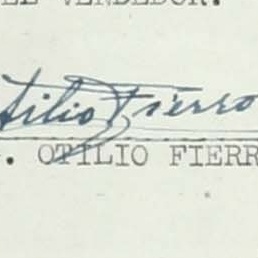 EL VENDEDOR.
tilio Fierro
. OTILIO FIERR